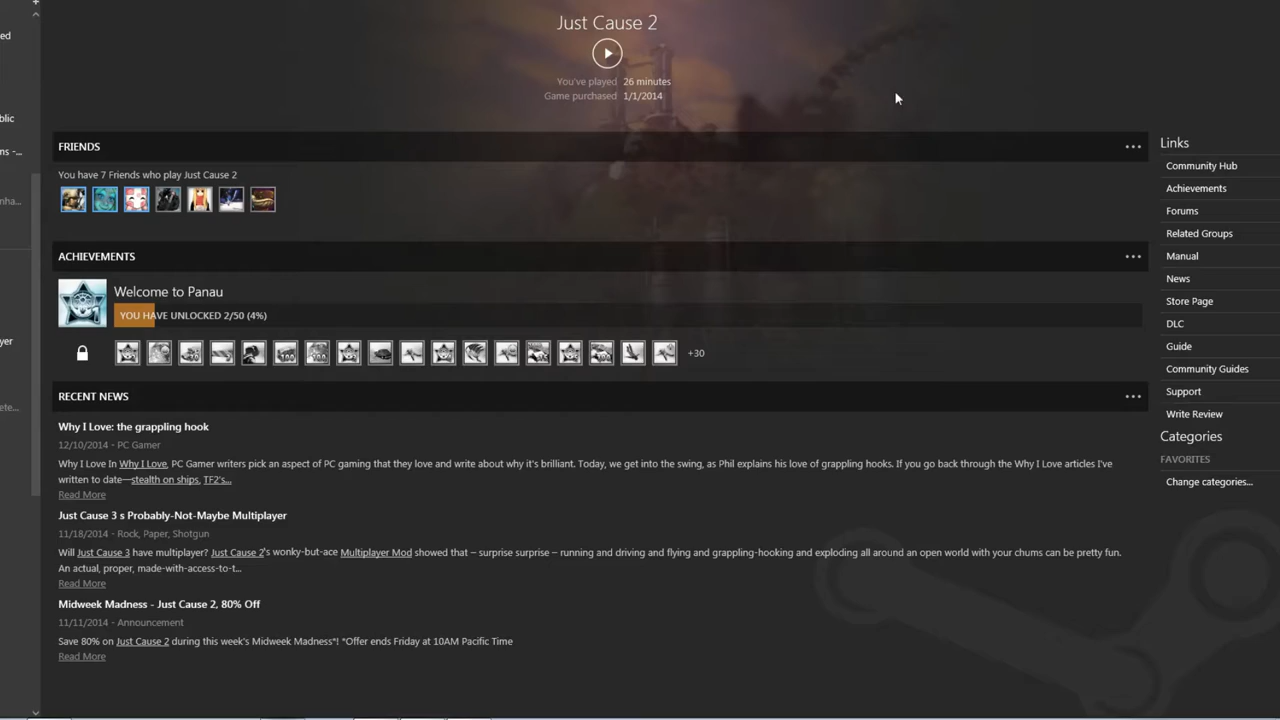 Just Cause 2
You've played 26 minutes
Game purchased 1/1/2014
ed
blic
ms -...
nha...
yer
ete...
FRIENDS
You have 7 Friends who play Just Cause 2
ACHIEVEMENTS
Welcome to Panau
YOU HAVE UNLOCKED 2/50 (4%)
+30
RECENT NEWS
Why I Love: the grappling hook
12/10/2014 - PC Gamer
Why I Love In Why I Love, PC Gamer writers pick an aspect of PC gaming that they love and write about why it's brilliant. Today, we get into the swing, as Phil explains his love of grappling hooks. If you go back through the Why I Love articles I've
written to date—stealth on ships, TF2's...
Read More
Just Cause 3 s Probably-Not-Maybe Multiplayer
11/18/2014 - Rock, Paper, Shotgun
Will Just Cause 3 have multiplayer? Just Cause 2's wonky-but-ace Multiplayer Mod showed that – surprise surprise – running and driving and flying and grappling-hooking and exploding all around an open world with your chums can be pretty fun.
An actual, proper, made-with-access-to-t...
Read More
Midweek Madness - Just Cause 2, 80% Off
11/11/2014 - Announcement
Save 80% on Just Cause 2 during this week's Midweek Madness*! *Offer ends Friday at 10AM Pacific Time
Read More
Links
Community Hub
Achievements
Forums
Related Groups
Manual
News
Store Page
DLC
Guide
Community Guides
Support
Write Review
Categories
FAVORITES
Change categories...